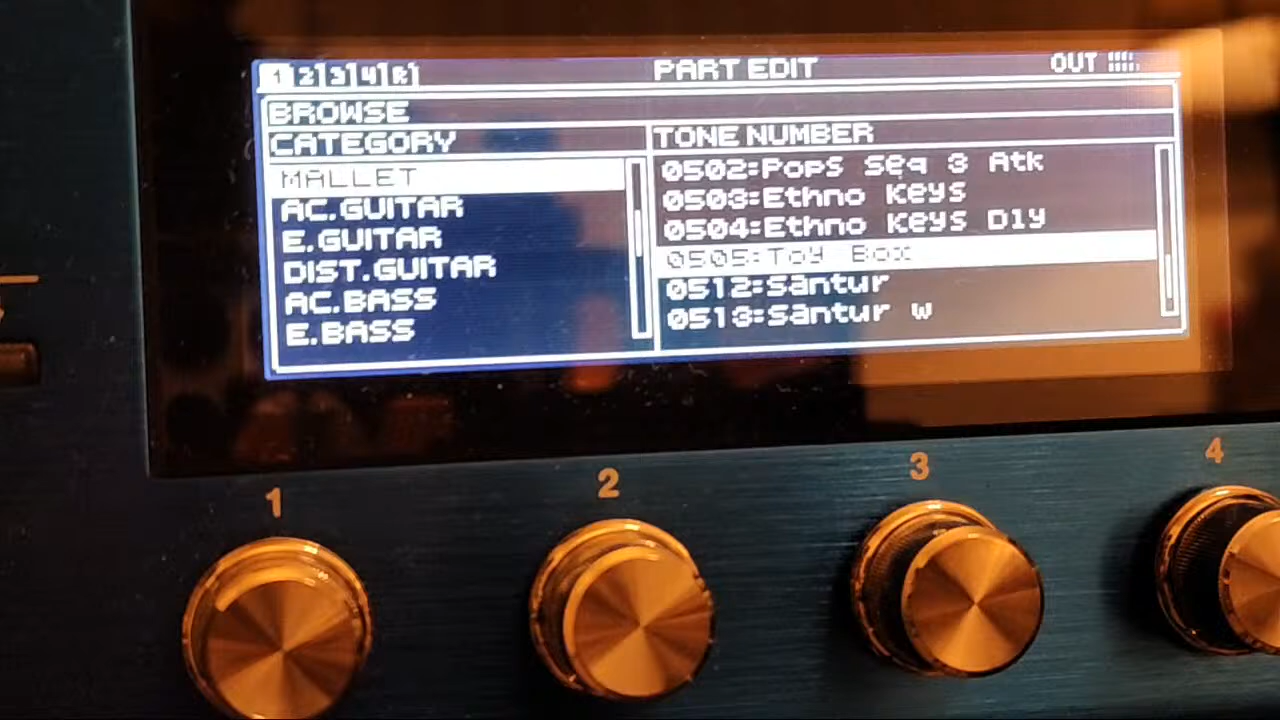 1 2 3 4 R PART EDIT OUT
BROWSE
CATEGORY TONE NUMBER
MALLET
AC.GUITAR
E.GUITAR
DIST.GUITAR
AC.BASS
E.BASS
0502:Pops Seq 3 Atk
0503:Ethno Keys
0504:Ethno Keys Dly
0505:Toy Box
0512:Santur
0513:Santur w
1 2 3 4